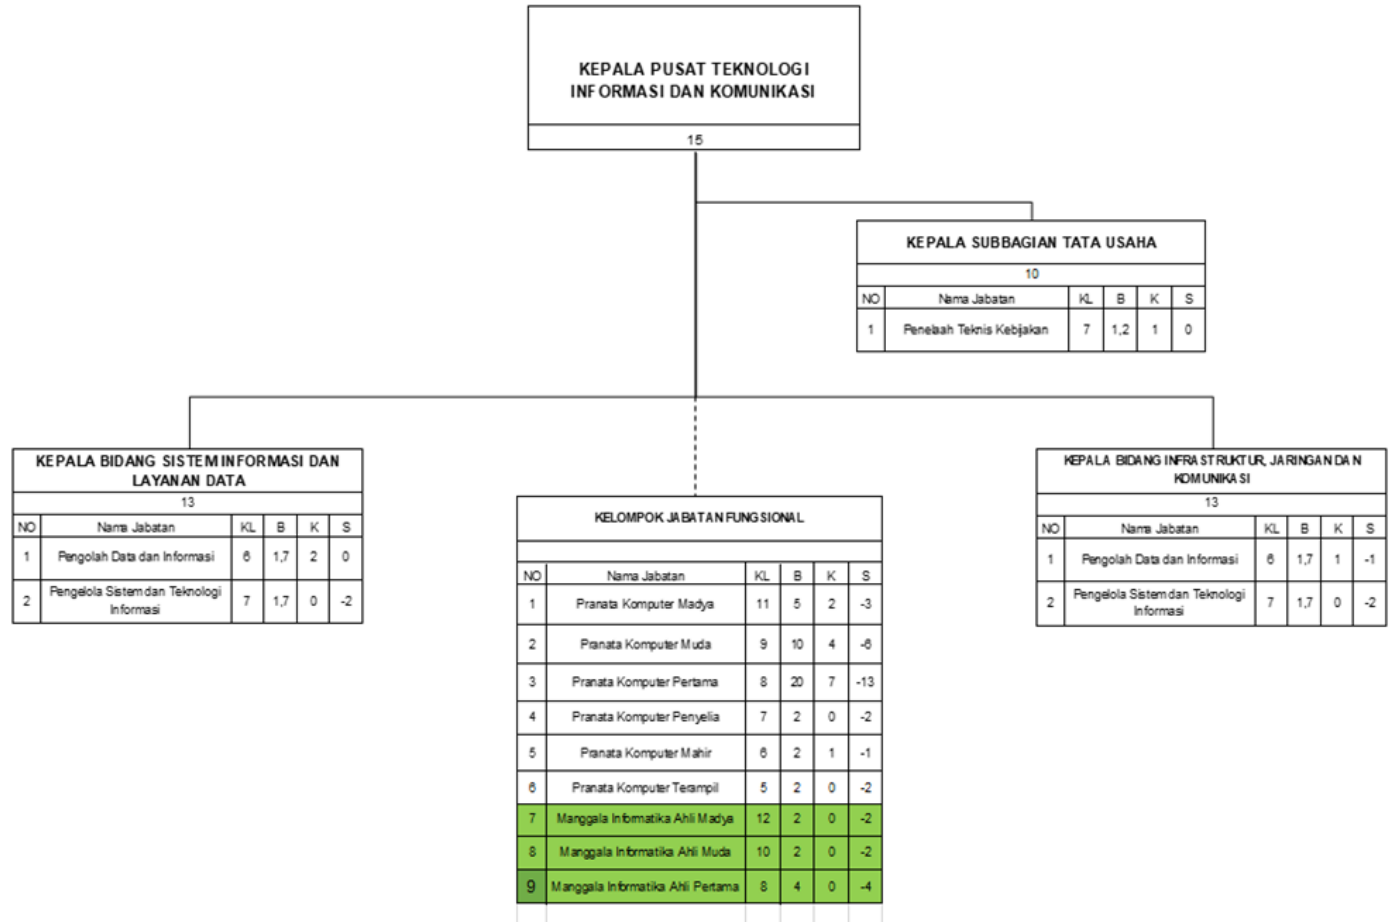 KEPALA PUSAT TEKNOLOGI
INFORMASI DAN KOMUNIKASI
15
KEPALA SUBBAGIAN TATA USAHA
10
NO Nama Jabatan KL B K S
1 Penelaah Teknis Kebijakan 7 1,2 1 0
KEPALA BIDANG SISTEM INFORMASI DAN
LAYANAN DATA
13
NO Nama Jabatan KL B K S
1 Pengolah Data dan Informasi 6 1,7 2 0
2 Pengelola Sistem dan Teknologi
Informasi 7 1,7 0 -2
KELOMPOK JABATAN FUNGSIONAL
NO Nama Jabatan KL B K S
1 Pranata Komputer Madya 11 5 2 -3
2 Pranata Komputer Muda 9 10 4 -6
3 Pranata Komputer Pertama 8 20 7 -13
4 Pranata Komputer Penyelia 7 2 0 -2
5 Pranata Komputer Mahir 6 2 1 -1
6 Pranata Komputer Terampil 5 2 0 -2
7 Manggala Informatika Ahli Madya 12 2 0 -2
8 Manggala Informatika Ahli Muda 10 2 0 -2
9 Manggala Informatika Ahli Pertama 8 4 0 -4
KEPALA BIDANG INFRASTRUKTUR, JARINGAN DAN
KOMUNIKASI
13
NO Nama Jabatan KL B K S
1 Pengolah Data dan Informasi 6 1,7 1 -1
2 Pengelola Sistem dan Teknologi
Informasi 7 1,7 0 -2